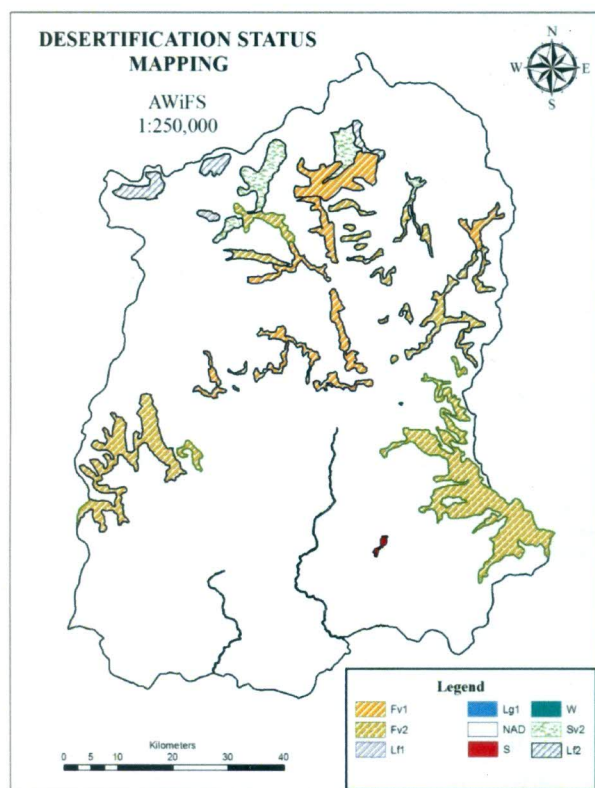 DESERTIFICATION STATUS
MAPPING
AWiFS
1:250,000
N
W E
S
Legend
Fv1 Lg1 W
Fv2 NAD Sv2
Lf1 S Lf2
Kilometers
0 5 10 20 30 40